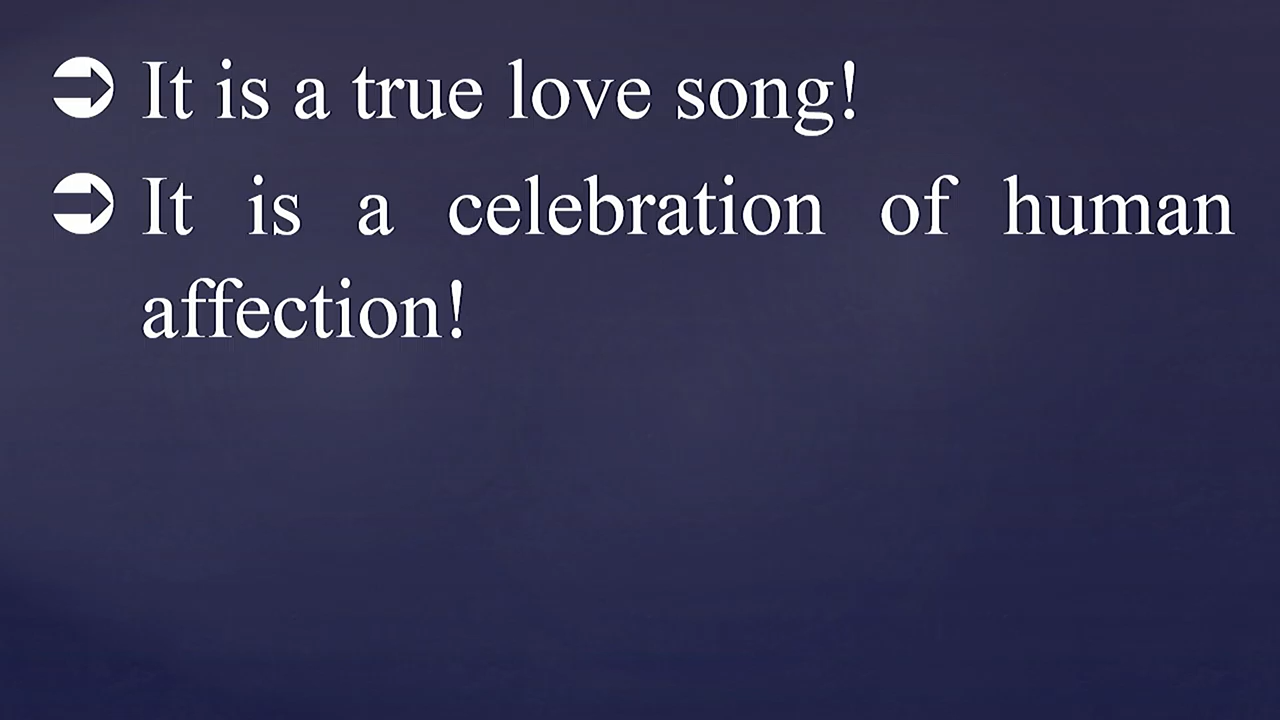 ➲ It is a true love song!
➲ It is a celebration of human
affection!